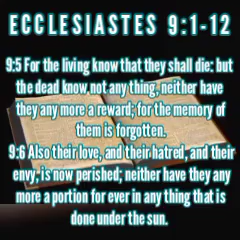 ECCLESIASTES 9:1-12
9:5 For the living know that they shall die: but
the dead know not any thing, neither have
they any more a reward; for the memory of
them is forgotten.
9:6 Also their love, and their hatred, and their
envy, is now perished; neither have they any
more a portion for ever in any thing that is
done under the sun.